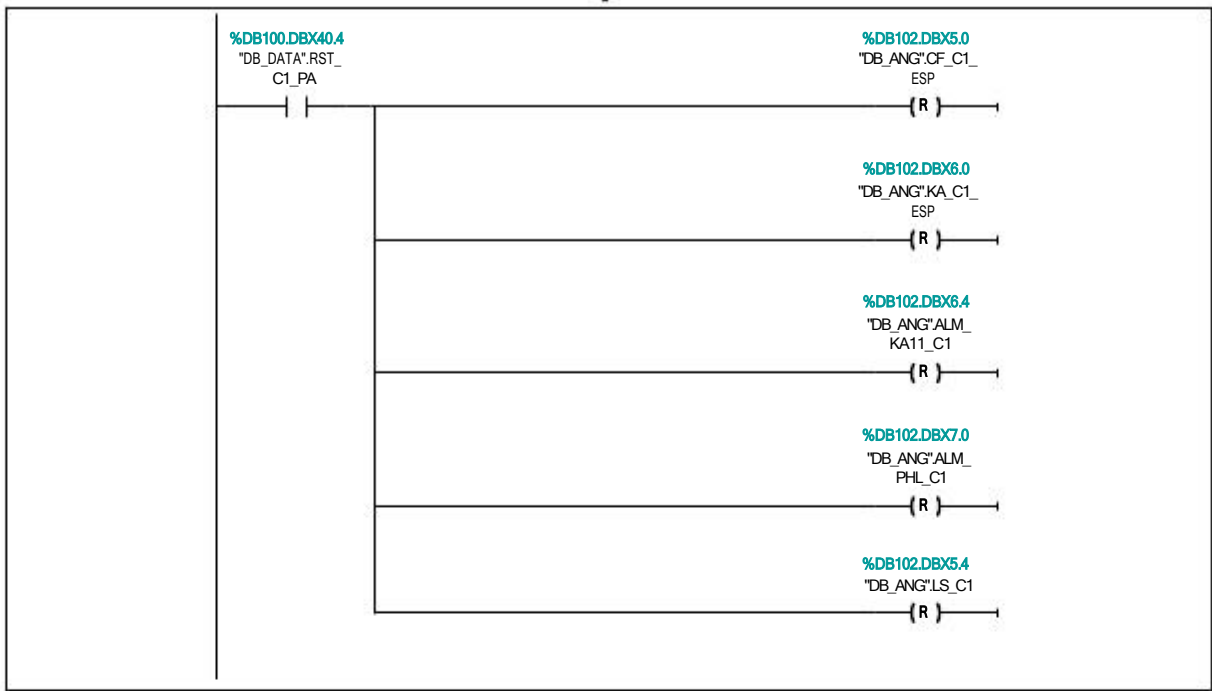 %DB100.DBX40.4
"DB_DATA".RST_
C1_PA
%DB102.DBX5.0
"DB_ANG".CF_C1_
ESP
( R )
%DB102.DBX6.0
"DB_ANG".KA_C1_
ESP
( R )
%DB102.DBX6.4
"DB_ANG".ALM_
KA11_C1
( R )
%DB102.DBX7.0
"DB_ANG".ALM_
PHL_C1
( R )
%DB102.DBX5.4
"DB_ANG".LS_C1
( R )